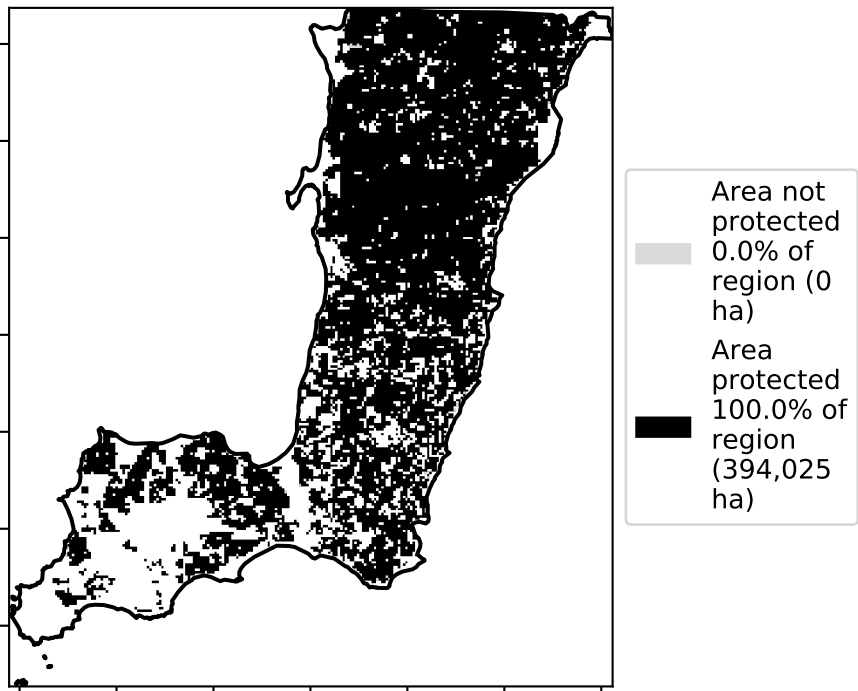 Area not
protected
0.0% of
region (0
ha)
Area
protected
100.0% of
region
(394,025
ha)